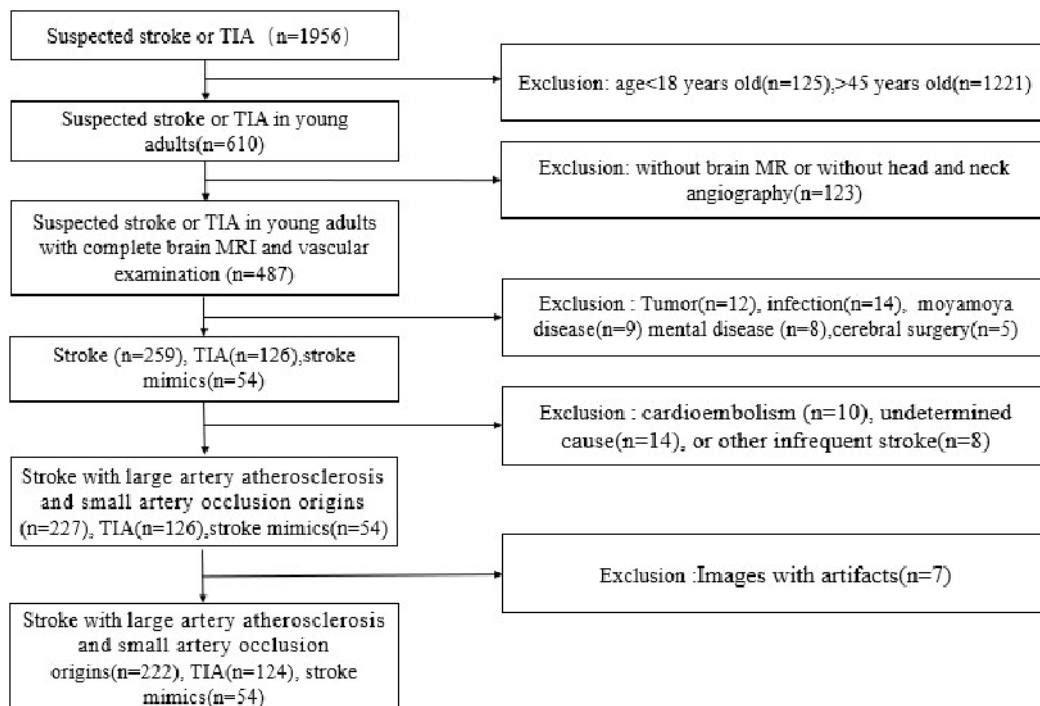 Suspected stroke or TIA （n=1956)
Exclusion: age<18 years old(n=125),>45 years old(n=1221)
Suspected stroke or TIA in young
adults(n=610)
Exclusion: without brain MR or without head and neck
angiography(n=123)
Suspected stroke or TIA in young adults
with complete brain MRI and vascular
examination (n=487)
Exclusion : Tumor(n=12), infection(n=14), moyamoya
disease(n=9) mental disease (n=8),cerebral surgery(n=5)
Stroke (n=259), TIA(n=126),stroke
mimics(n=54)
Exclusion : cardioembolism (n=10), undetermined
cause(n=14), or other infrequent stroke(n=8)
Stroke with large artery atherosclerosis
and small artery occlusion origins
(n=227), TIA(n=126),stroke mimics(n=54)
Exclusion :Images with artifacts(n=7)
Stroke with large artery atherosclerosis
and small artery occlusion
origins(n=222), TIA(n=124), stroke
mimics(n=54)